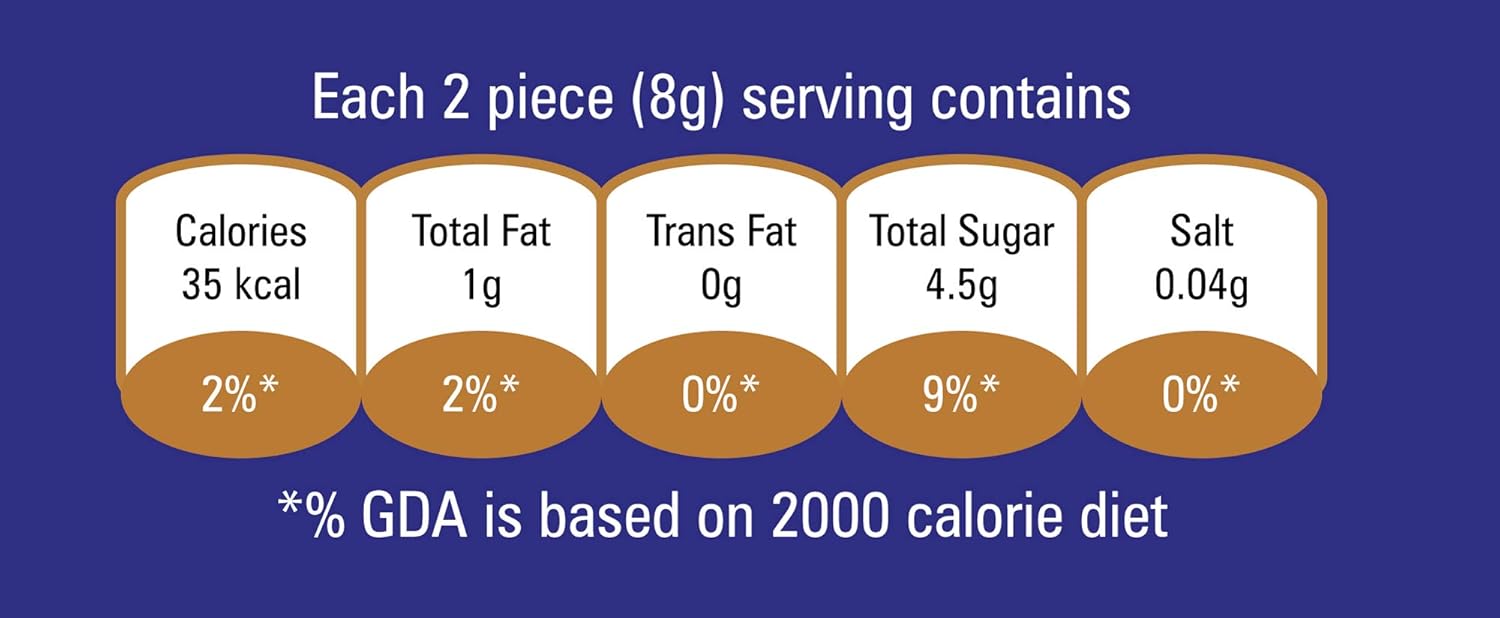 Each 2 piece (8g) serving contains
Calories
35 kcal
2%*
Total Fat
1g
2%*
Trans Fat
0g
0%*
Total Sugar
4.5g
9%*
Salt
0.04g
0%*
*% GDA is based on 2000 calorie diet